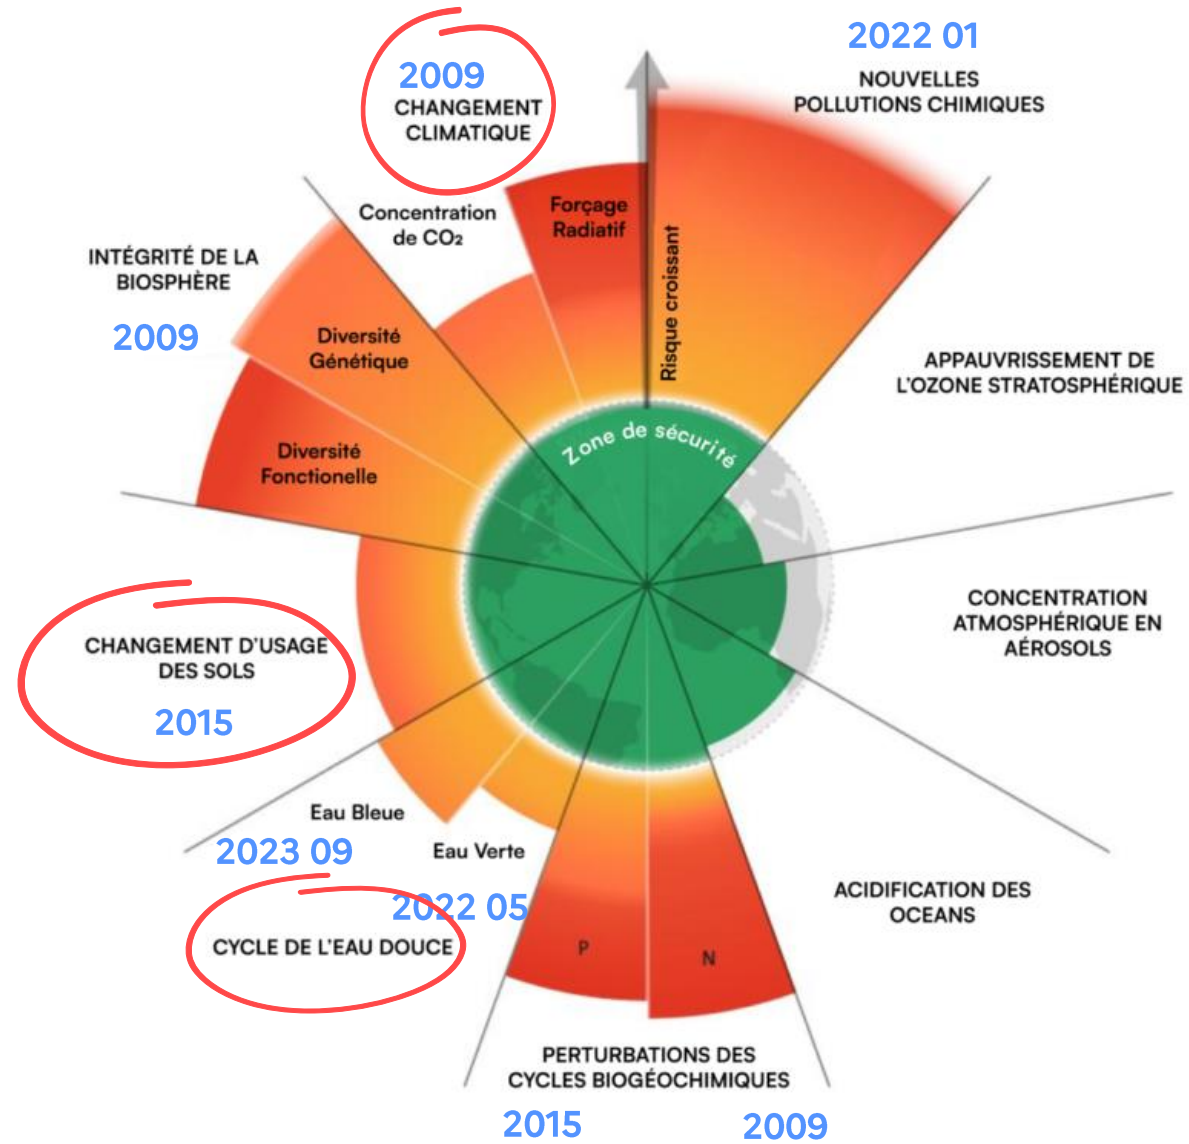 2022 01
NOUVELLES
POLLUTIONS CHIMIQUES
2009
CHANGEMENT
CLIMATIQUE
Concentration
de CO₂
Forçage
Radiatif
Risque croissant
INTÉGRITÉ DE LA
BIOSPHÈRE
2009
Diversité
Génétique
Diversité
Fonctionelle
Zone de sécurité
APPAUVRISSEMENT DE
L'OZONE STRATOSPHÉRIQUE
CONCENTRATION
ATMOSPHÉRIQUE EN
AÉROSOLS
CHANGEMENT D'USAGE
DES SOLS
2015
Eau Bleue
2023 09
Eau Verte
2022 05
CYCLE DE L'EAU DOUCE
ACIDIFICATION DES
OCEANS
P
N
PERTURBATIONS DES
CYCLES BIOGÉOCHIMIQUES
2015
2009